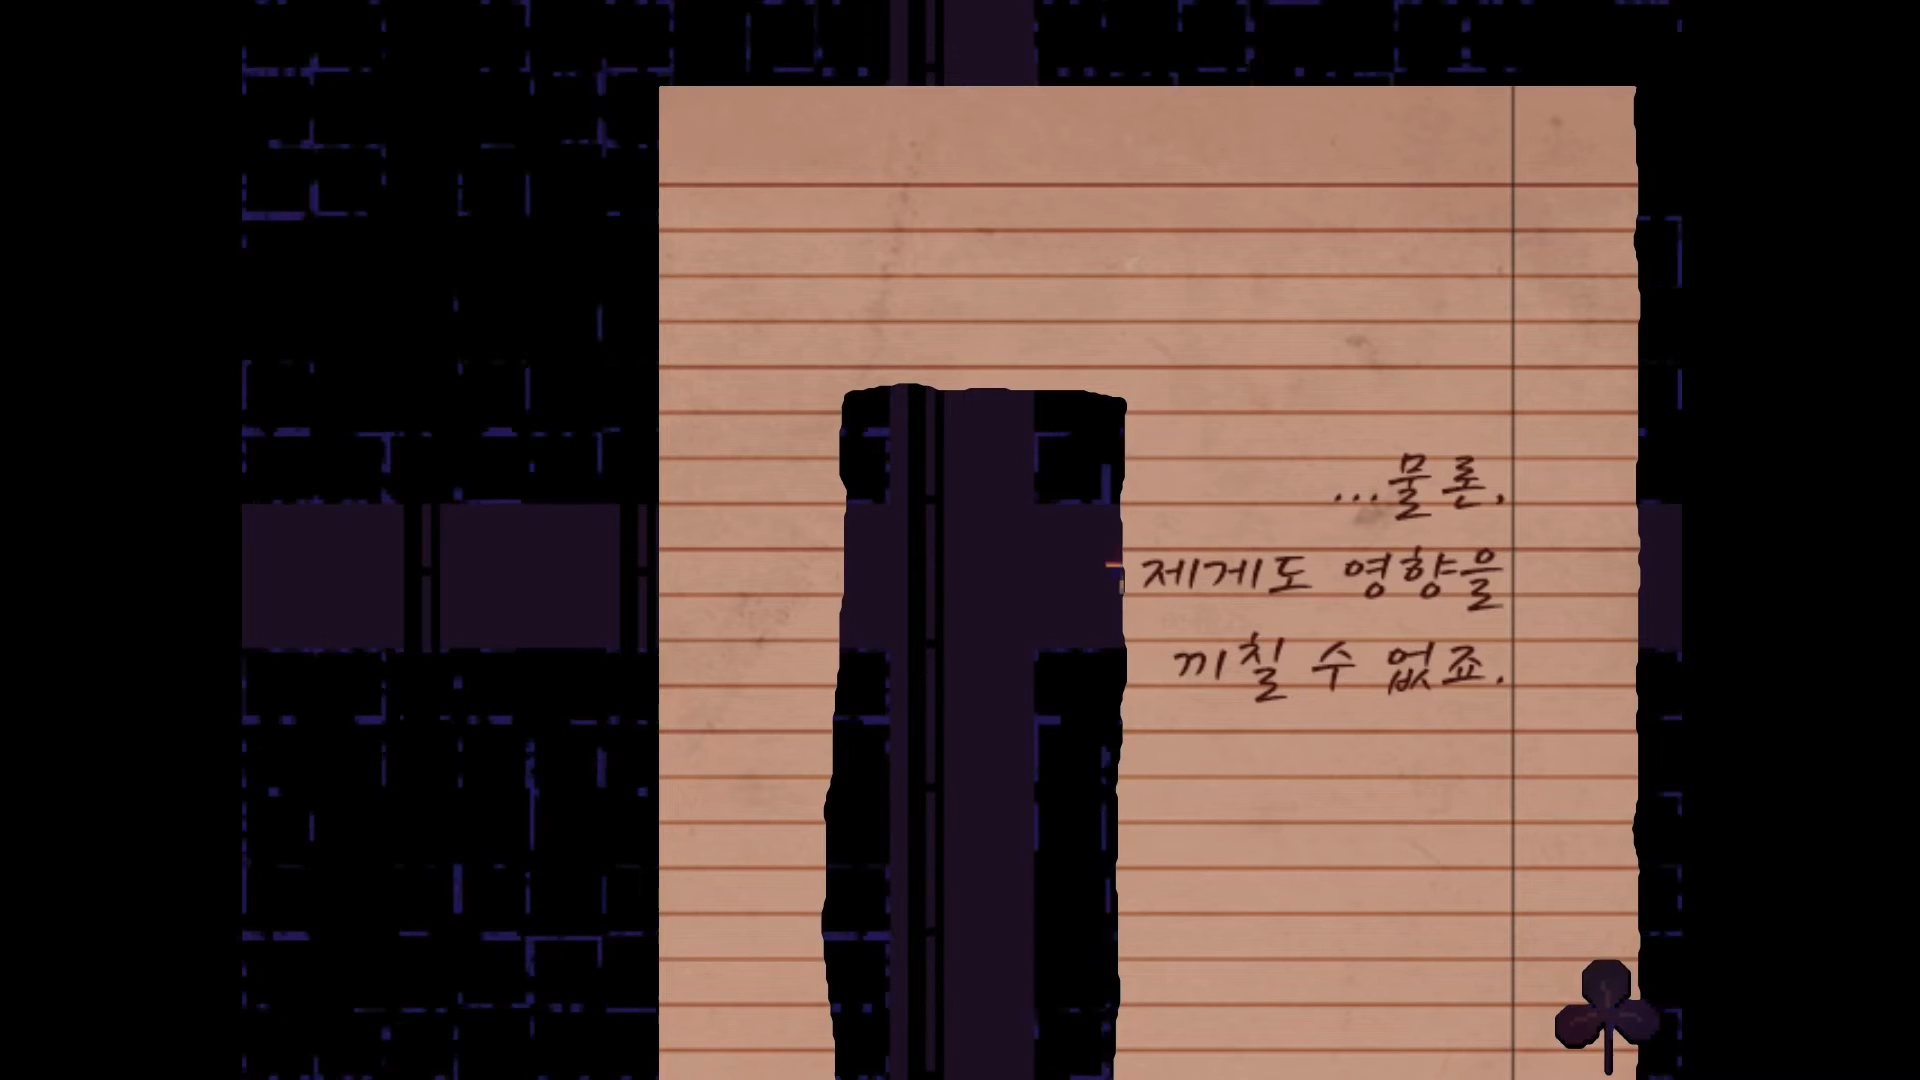 ...물론,
제게도 영향을
끼칠 수 없죠.